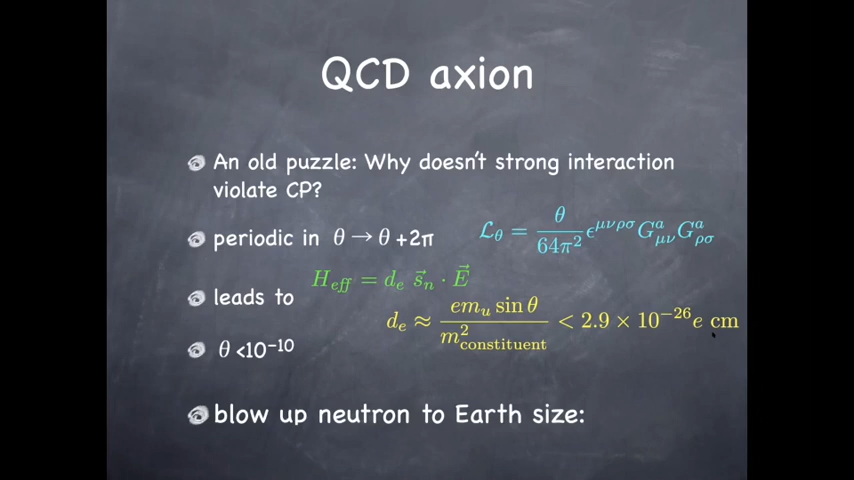 QCD axion
An old puzzle: Why doesn't strong interaction
violate CP?
periodic in θ → θ +2π
ℒ_θ = θ/(64π²) ϵ^{μνρσ} G^a_{μν} G^a_{ρσ}
leads to
H_eff = d_e s⃗_n · E⃗
d_e ≈ (e m_u sin θ)/(m²_constituent) < 2.9 × 10⁻²⁶ e cm
θ <10⁻¹⁰
blow up neutron to Earth size: